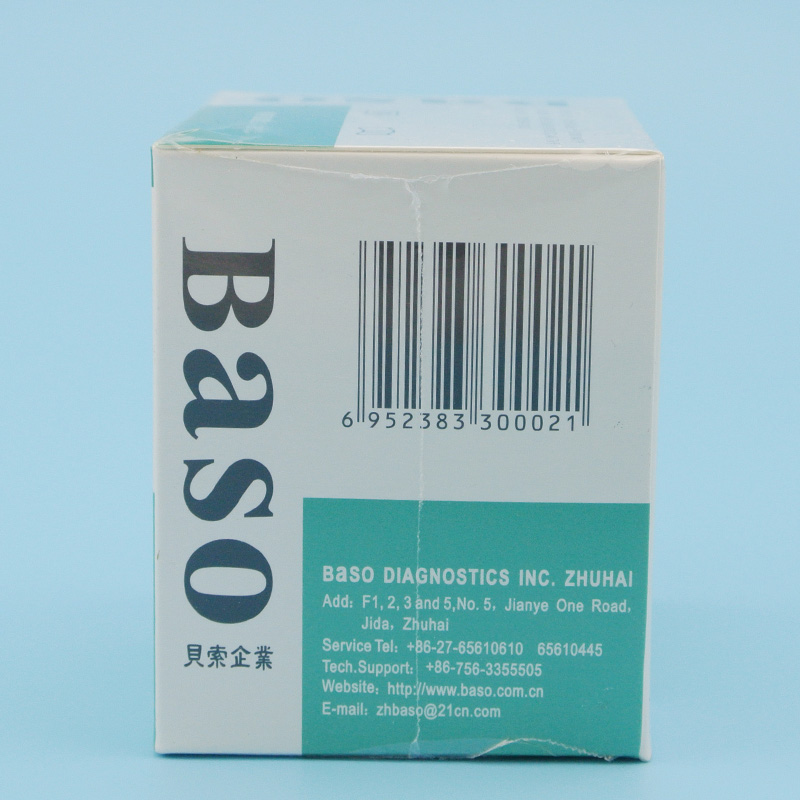 Baso
貝索企業
6 952383 300021
BaSO DIAGNOSTICS INC. ZHUHAI
Add: F1, 2, 3 and 5, No. 5, Jianye One Road,
Jida, Zhuhai
Service Tel: +86-27-65610610 65610445
Tech.Support: +86-756-3355505
Website: http://www.baso.com.cn
E-mail: zhbaso@21cn.com